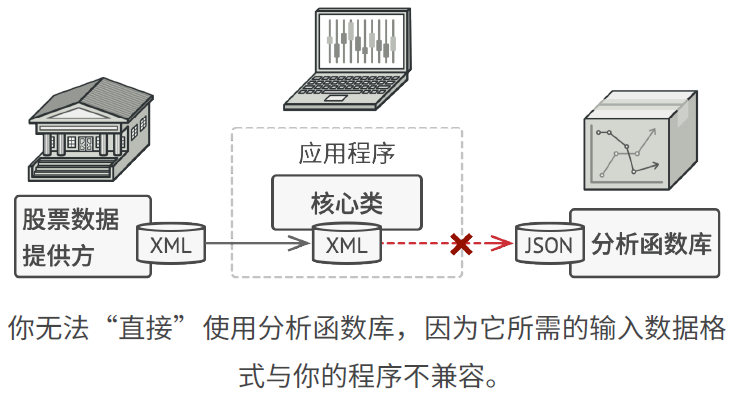 应用程序
股票数据
提供方
XML
核心类
XML
JSON
分析函数库
你无法“直接”使用分析函数库，因为它所需的输入数据格
式与你的程序不兼容。